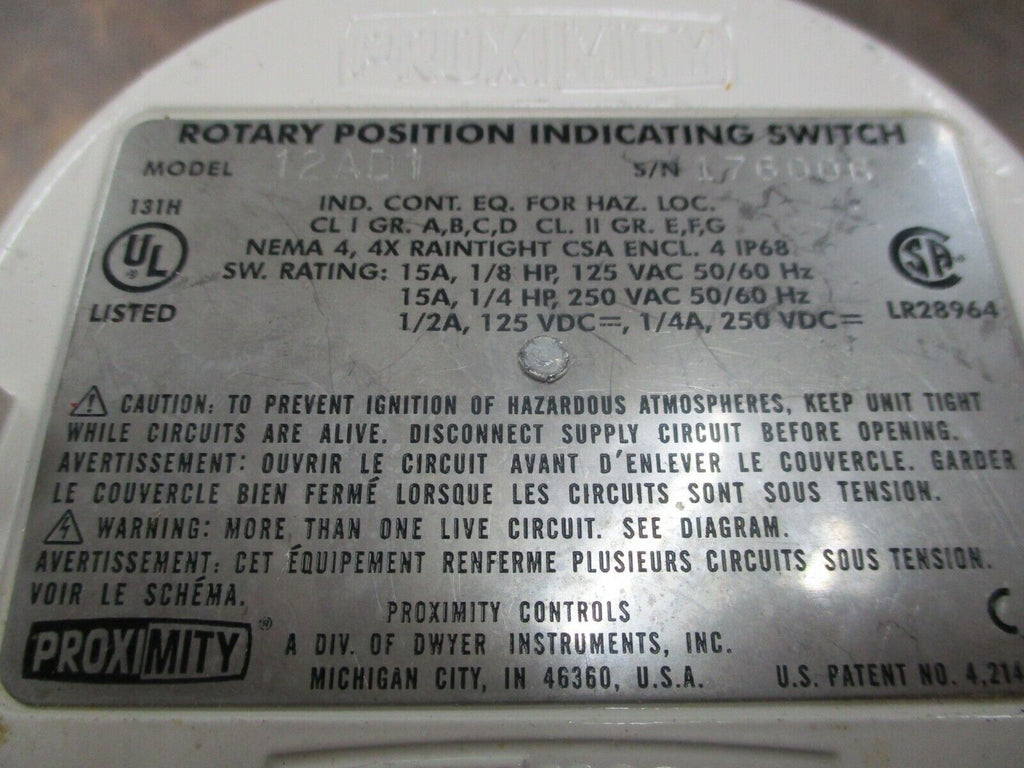 PROXIMITY
ROTARY POSITION INDICATING SWITCH
MODEL 12AD1 S/N 176006
131H
UL
®
LISTED
IND. CONT. EQ. FOR HAZ. LOC.
CL I GR. A,B,C,D CL. II GR. E,F,G
NEMA 4, 4X RAINTIGHT CSA ENCL. 4 IP68
SW. RATING: 15A, 1/8 HP, 125 VAC 50/60 Hz
15A, 1/4 HP, 250 VAC 50/60 Hz
1/2A, 125 VDC⎓, 1/4A, 250 VDC⎓
SA
LR28964
⚠ CAUTION: TO PREVENT IGNITION OF HAZARDOUS ATMOSPHERES, KEEP UNIT TIGHT
WHILE CIRCUITS ARE ALIVE. DISCONNECT SUPPLY CIRCUIT BEFORE OPENING.
AVERTISSEMENT: OUVRIR LE CIRCUIT AVANT D'ENLEVER LE COUVERCLE. GARDER
LE COUVERCLE BIEN FERMÉ LORSQUE LES CIRCUITS SONT SOUS TENSION.
WARNING: MORE THAN ONE LIVE CIRCUIT. SEE DIAGRAM.
AVERTISSEMENT: CET ÉQUIPEMENT RENFERME PLUSIEURS CIRCUITS SOUS TENSION.
VOIR LE SCHÉMA.
PROXIMITY®
PROXIMITY CONTROLS
A DIV. OF DWYER INSTRUMENTS, INC.
MICHIGAN CITY, IN 46360, U.S.A.
U.S. PATENT NO. 4,214